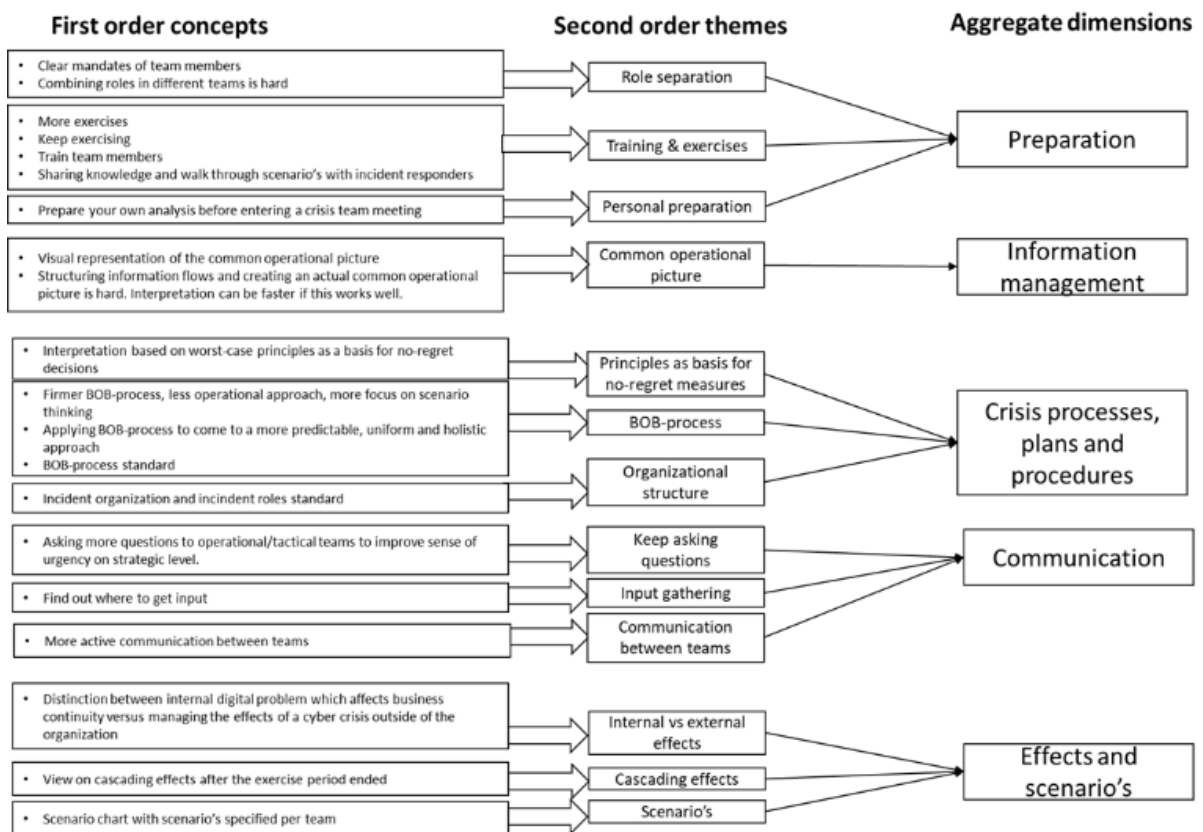 First order concepts
Second order themes
Aggregate dimensions
• Clear mandates of team members
• Combining roles in different teams is hard
Role separation
• More exercises
• Keep exercising
• Train team members
• Sharing knowledge and walk through scenario's with incident responders
Training & exercises
• Prepare your own analysis before entering a crisis team meeting
Personal preparation
Preparation
• Visual representation of the common operational picture
• Structuring information flows and creating an actual common operational
picture is hard. Interpretation can be faster if this works well.
Common operational
picture
Information
management
• Interpretation based on worst-case principles as a basis for no-regret
decisions
Principles as basis for
no-regret measures
• Firmer BOB-process, less operational approach, more focus on scenario
thinking
• Applying BOB-process to come to a more predictable, uniform and holistic
approach
• BOB-process standard
BOB-process
• Incident organization and incindent roles standard
Organizational
structure
Crisis processes,
plans and
procedures
• Asking more questions to operational/tactical teams to improve sense of
urgency on strategic level.
Keep asking
questions
• Find out where to get input
Input gathering
• More active communication between teams
Communication
between teams
Communication
• Distinction between internal digital problem which affects business
continuity versus managing the effects of a cyber crisis outside of the
organization
Internal vs external
effects
• View on cascading effects after the exercise period ended
Cascading effects
• Scenario chart with scenario's specified per team
Scenario's
Effects and
scenario's